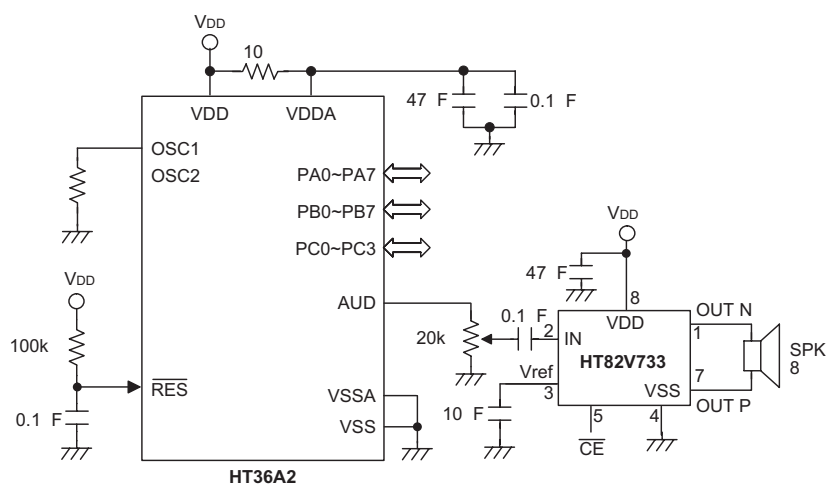 VDD
10
VDD
VDDA
47 F
0.1 F
OSC1
OSC2
PA0~PA7
PB0~PB7
PC0~PC3
VDD
100k
RES
0.1 F
AUD
20k
VSSA
VSS
HT36A2
VDD
47 F
8
VDD
0.1 F
2
IN
HT82V733
OUT N
1
SPK
8
Vref
3
VSS
7
OUT P
10 F
5
4
CE